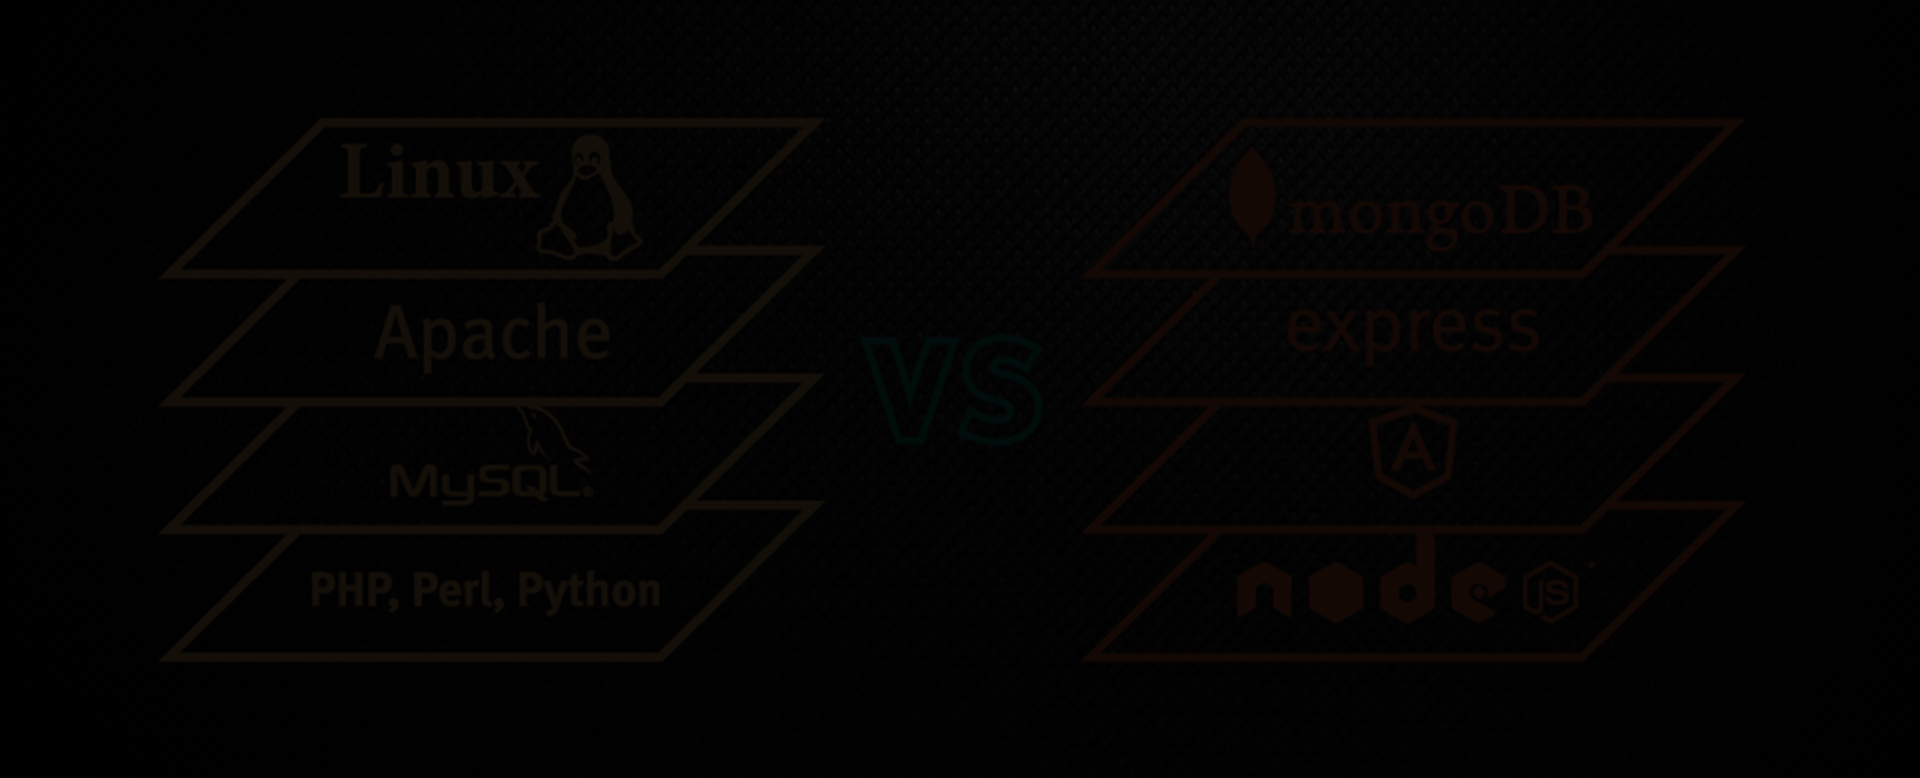 Linux
Apache
MySQL
PHP, Perl, Python
VS
mongoDB
express
A
node JS